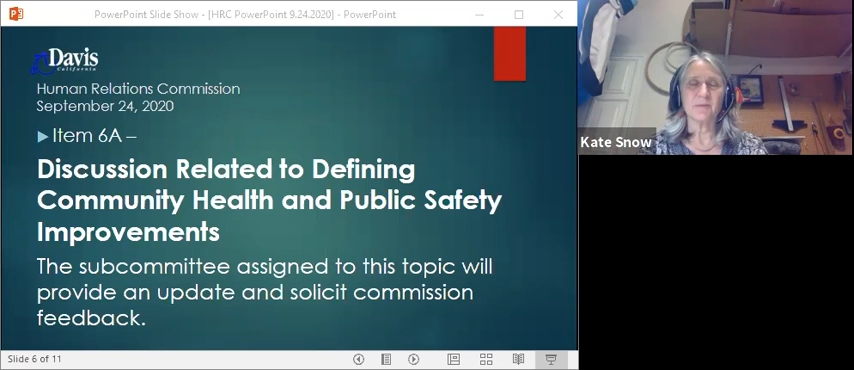 PowerPoint Slide Show - [HRC PowerPoint 9.24.2020] - PowerPoint
Davis
California
Human Relations Commission
September 24, 2020
Item 6A –
Discussion Related to Defining
Community Health and Public Safety
Improvements
The subcommittee assigned to this topic will
provide an update and solicit commission
feedback.
Slide 6 of 11
Kate Snow